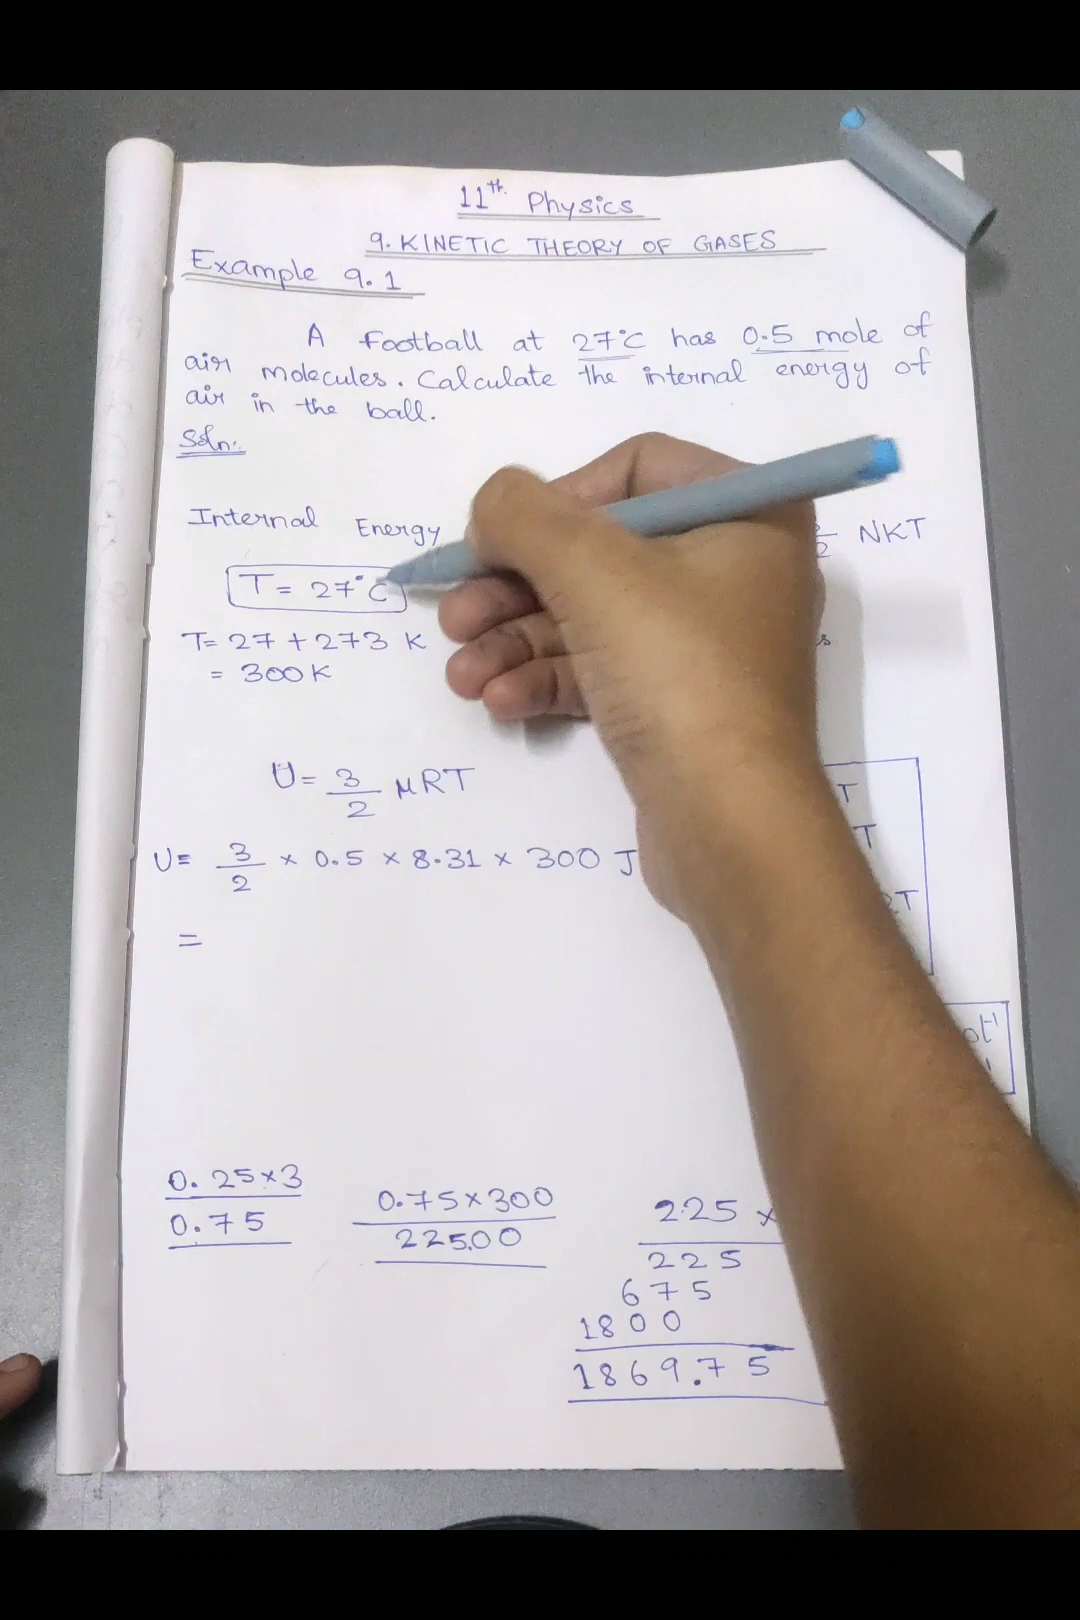 11th Physics
9. KINETIC THEORY OF GASES
Example 9.1
A Football at 27°C has 0.5 mole of
air molecules. Calculate the internal energy of
air in the ball.
Soln:
Internal Energy
2 NKT
T = 27°C
T= 27 + 273 K
= 300 K
U = 3/2 μRT
T
T
U = 3/2 × 0.5 × 8.31 × 300 J
T
=
0.25×3
0.75
0.75×300
225.00
225 ×
225
675
1800
1869.75